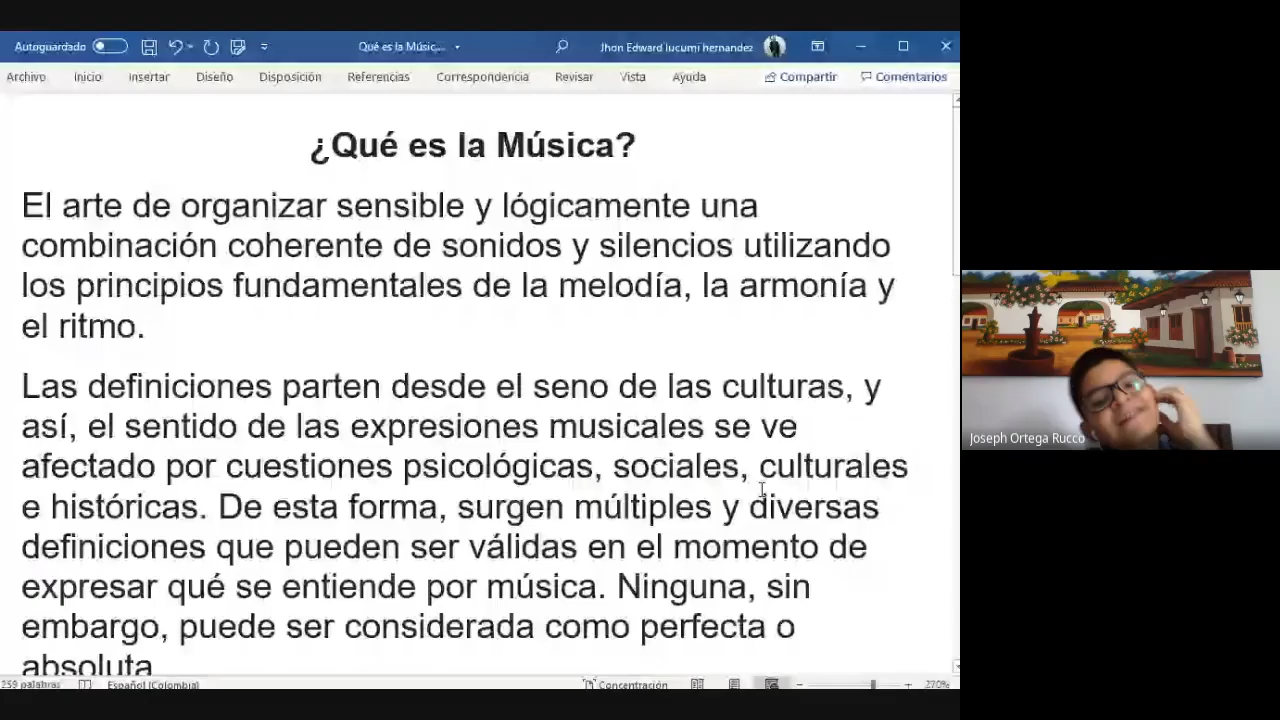 Autoguardado
Qué es la Músic...
Jhon Edward lucumi hernandez
Archivo Inicio Insertar Diseño Disposición Referencias Correspondencia Revisar Vista Ayuda Compartir Comentarios
¿Qué es la Música?
El arte de organizar sensible y lógicamente una
combinación coherente de sonidos y silencios utilizando
los principios fundamentales de la melodía, la armonía y
el ritmo.
Las definiciones parten desde el seno de las culturas, y
así, el sentido de las expresiones musicales se ve
afectado por cuestiones psicológicas, sociales, culturales
e históricas. De esta forma, surgen múltiples y diversas
definiciones que pueden ser válidas en el momento de
expresar qué se entiende por música. Ninguna, sin
embargo, puede ser considerada como perfecta o
absoluta
259 palabras Español (Colombia) Concentración 270%
Joseph Ortega Rucco